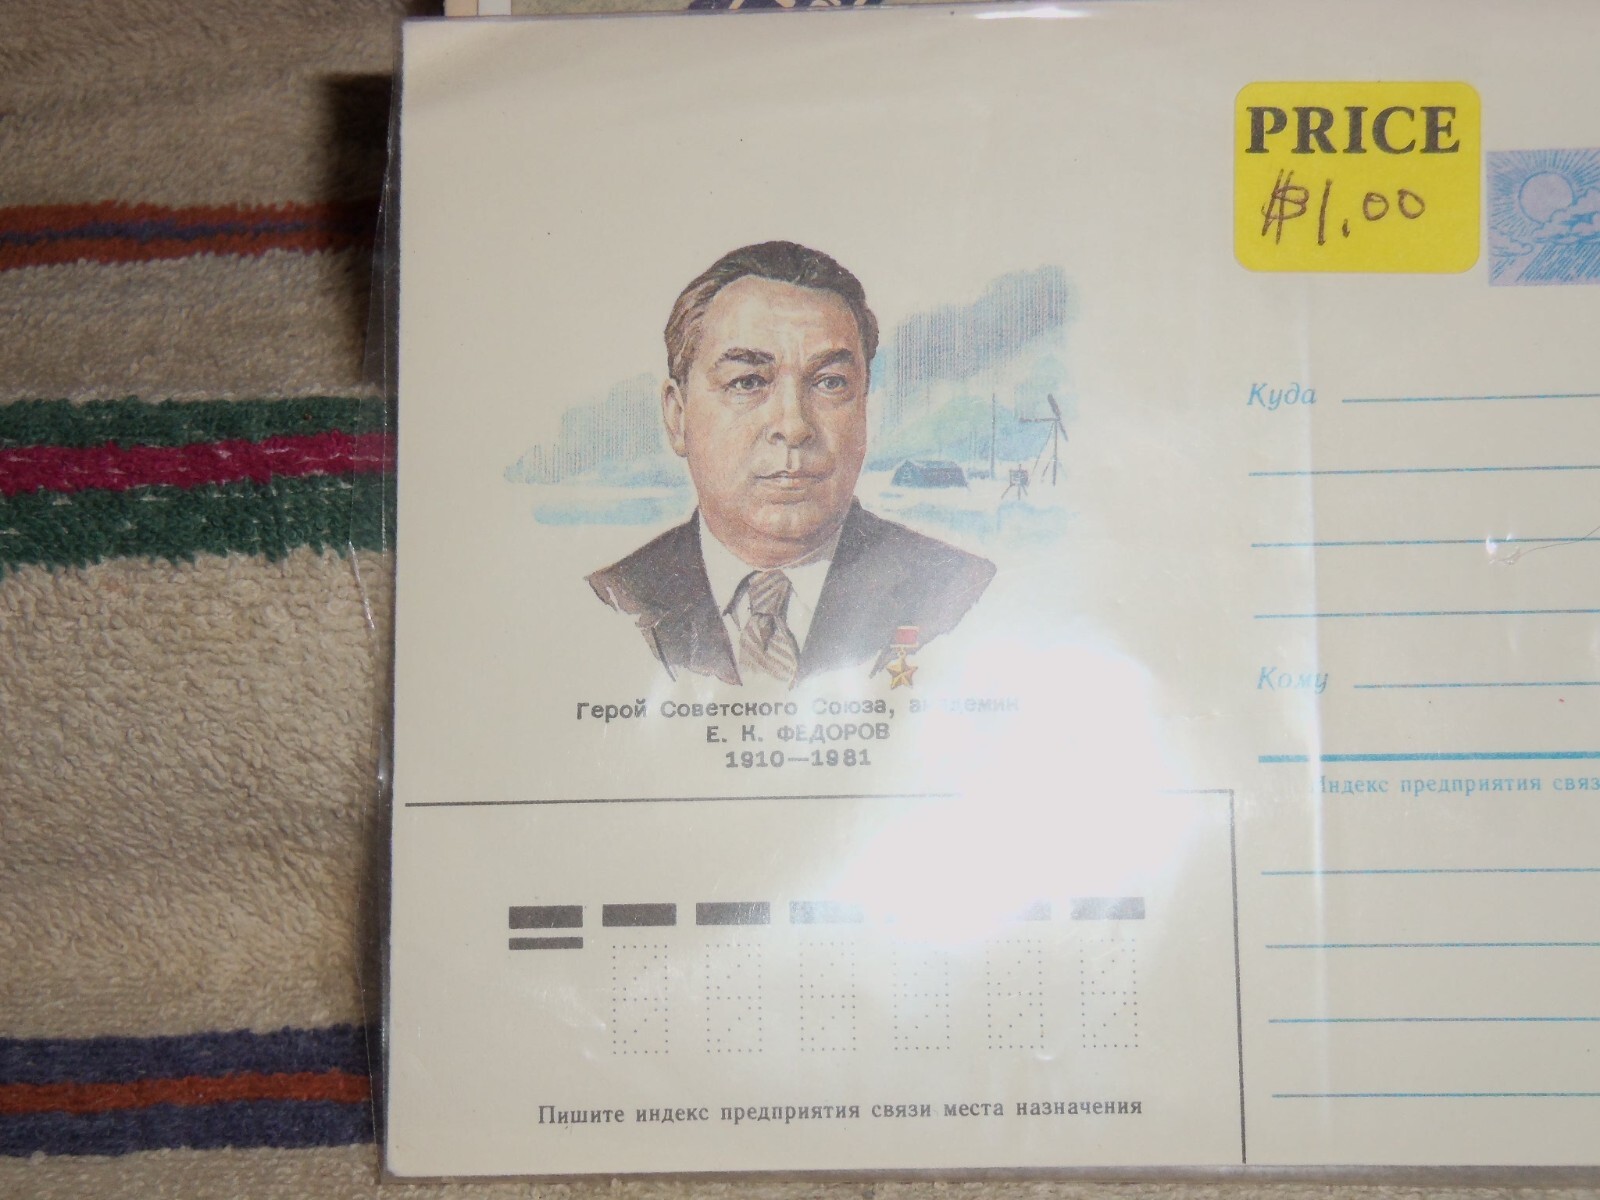 PRICE
$1.00
Куда
Кому
Герой Советского Союза, академик
Е. К. ФЕДОРОВ
1910—1981
Индекс предприятия связ
Пишите индекс предприятия связи места назначения